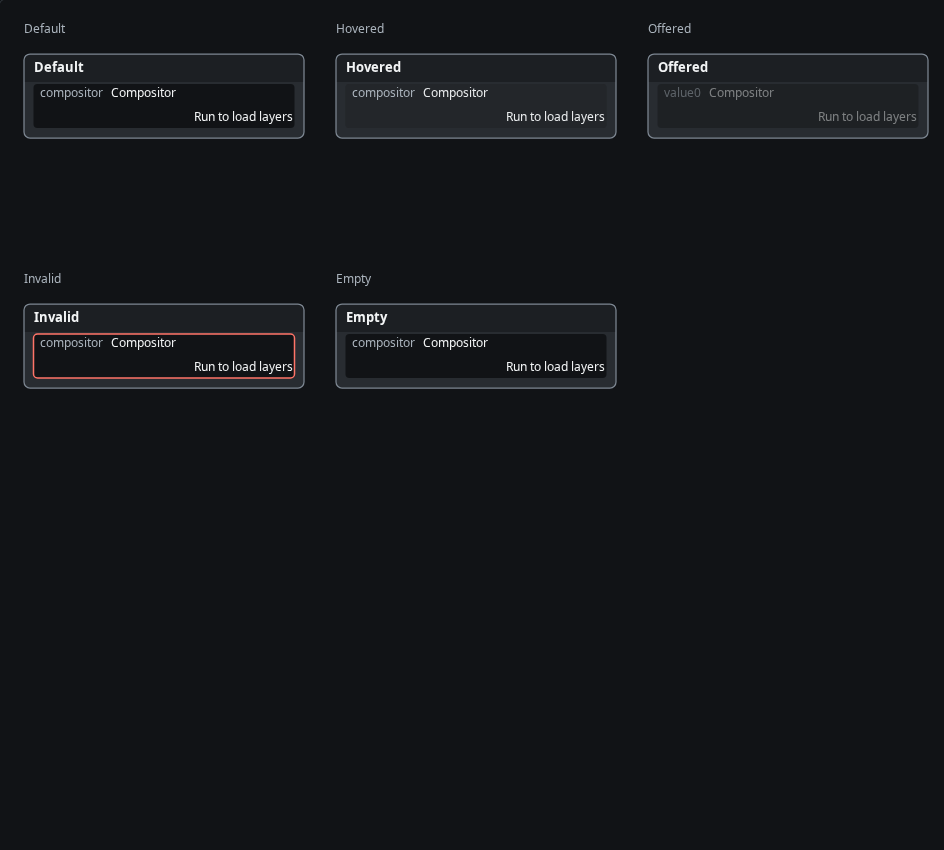 Default
Hovered
Offered
Default
Hovered
Offered
compositor Compositor
compositor Compositor
value0 Compositor
Run to load layers
Run to load layers
Run to load layers
Invalid
Empty
Invalid
Empty
compositor Compositor
compositor Compositor
Run to load layers
Run to load layers